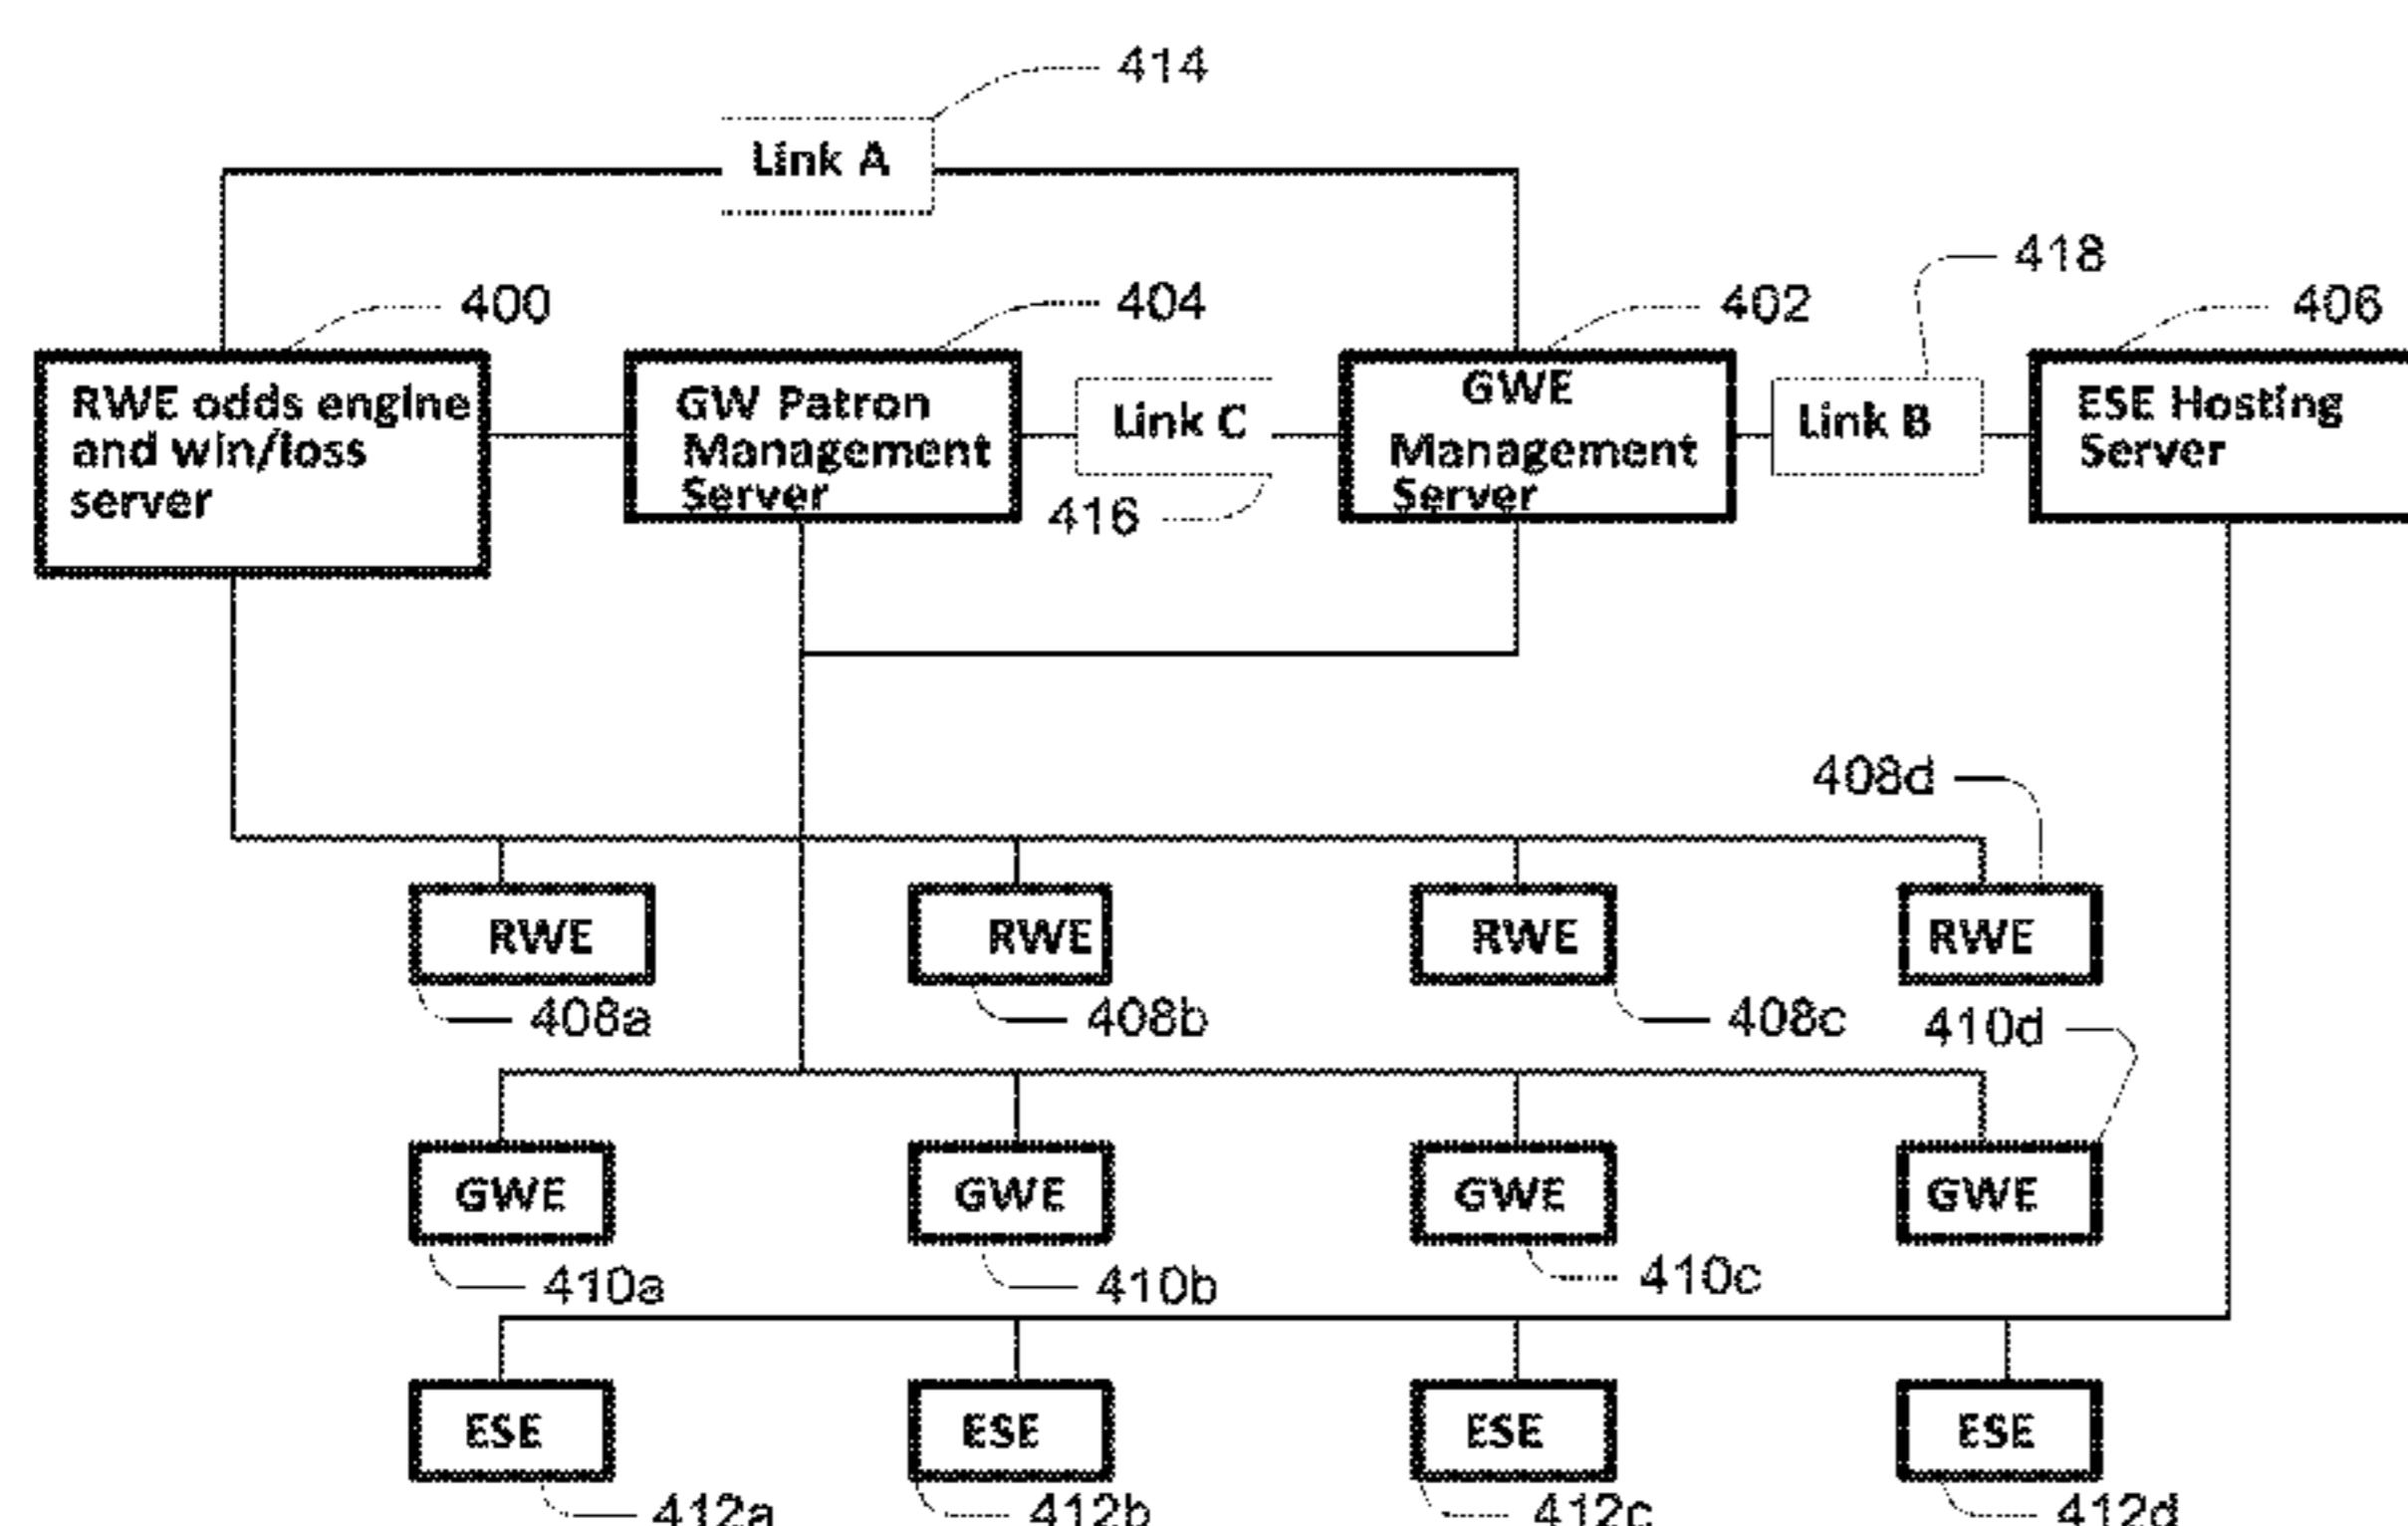 414
Link A
418
400
404
402
406
RWE odds engine
and win/loss
server
GW Patron
Management
Server
Link C
416
GWE
Management
Server
Link B
ESE Hosting
Server
408d
RWE
RWE
RWE
RWE
408a
408b
408c
410d
GWE
GWE
GWE
GWE
410a
410b
410c
ESE
ESE
ESE
ESE
412a
412b
412c
412d